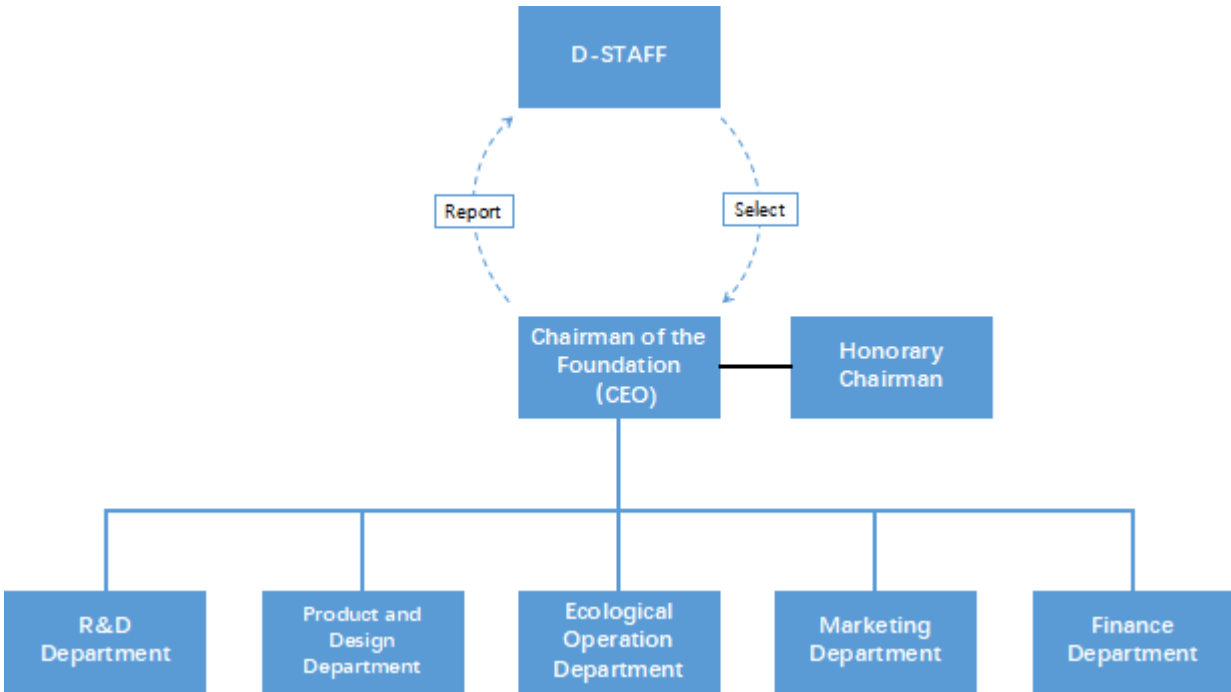 D-STAFF
Report
Select
Chairman of the
Foundation
(CEO)
Honorary
Chairman
R&D
Department
Product and
Design
Department
Ecological
Operation
Department
Marketing
Department
Finance
Department